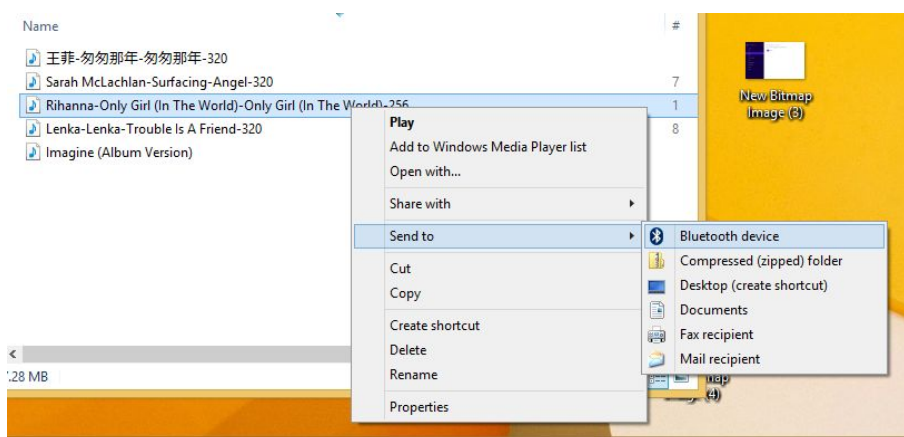 Name #
王菲-匆匆那年-匆匆那年-320
Sarah McLachlan-Surfacing-Angel-320 7
Rihanna-Only Girl (In The World)-Only Girl (In The World)-256 1
Lenka-Lenka-Trouble Is A Friend-320 8
Imagine (Album Version)
Play
Add to Windows Media Player list
Open with...
Share with
Send to
Cut
Copy
Create shortcut
Delete
Rename
Properties
Bluetooth device
Compressed (zipped) folder
Desktop (create shortcut)
Documents
Fax recipient
Mail recipient
New Bitmap
Image (3)
.28 MB
(4)